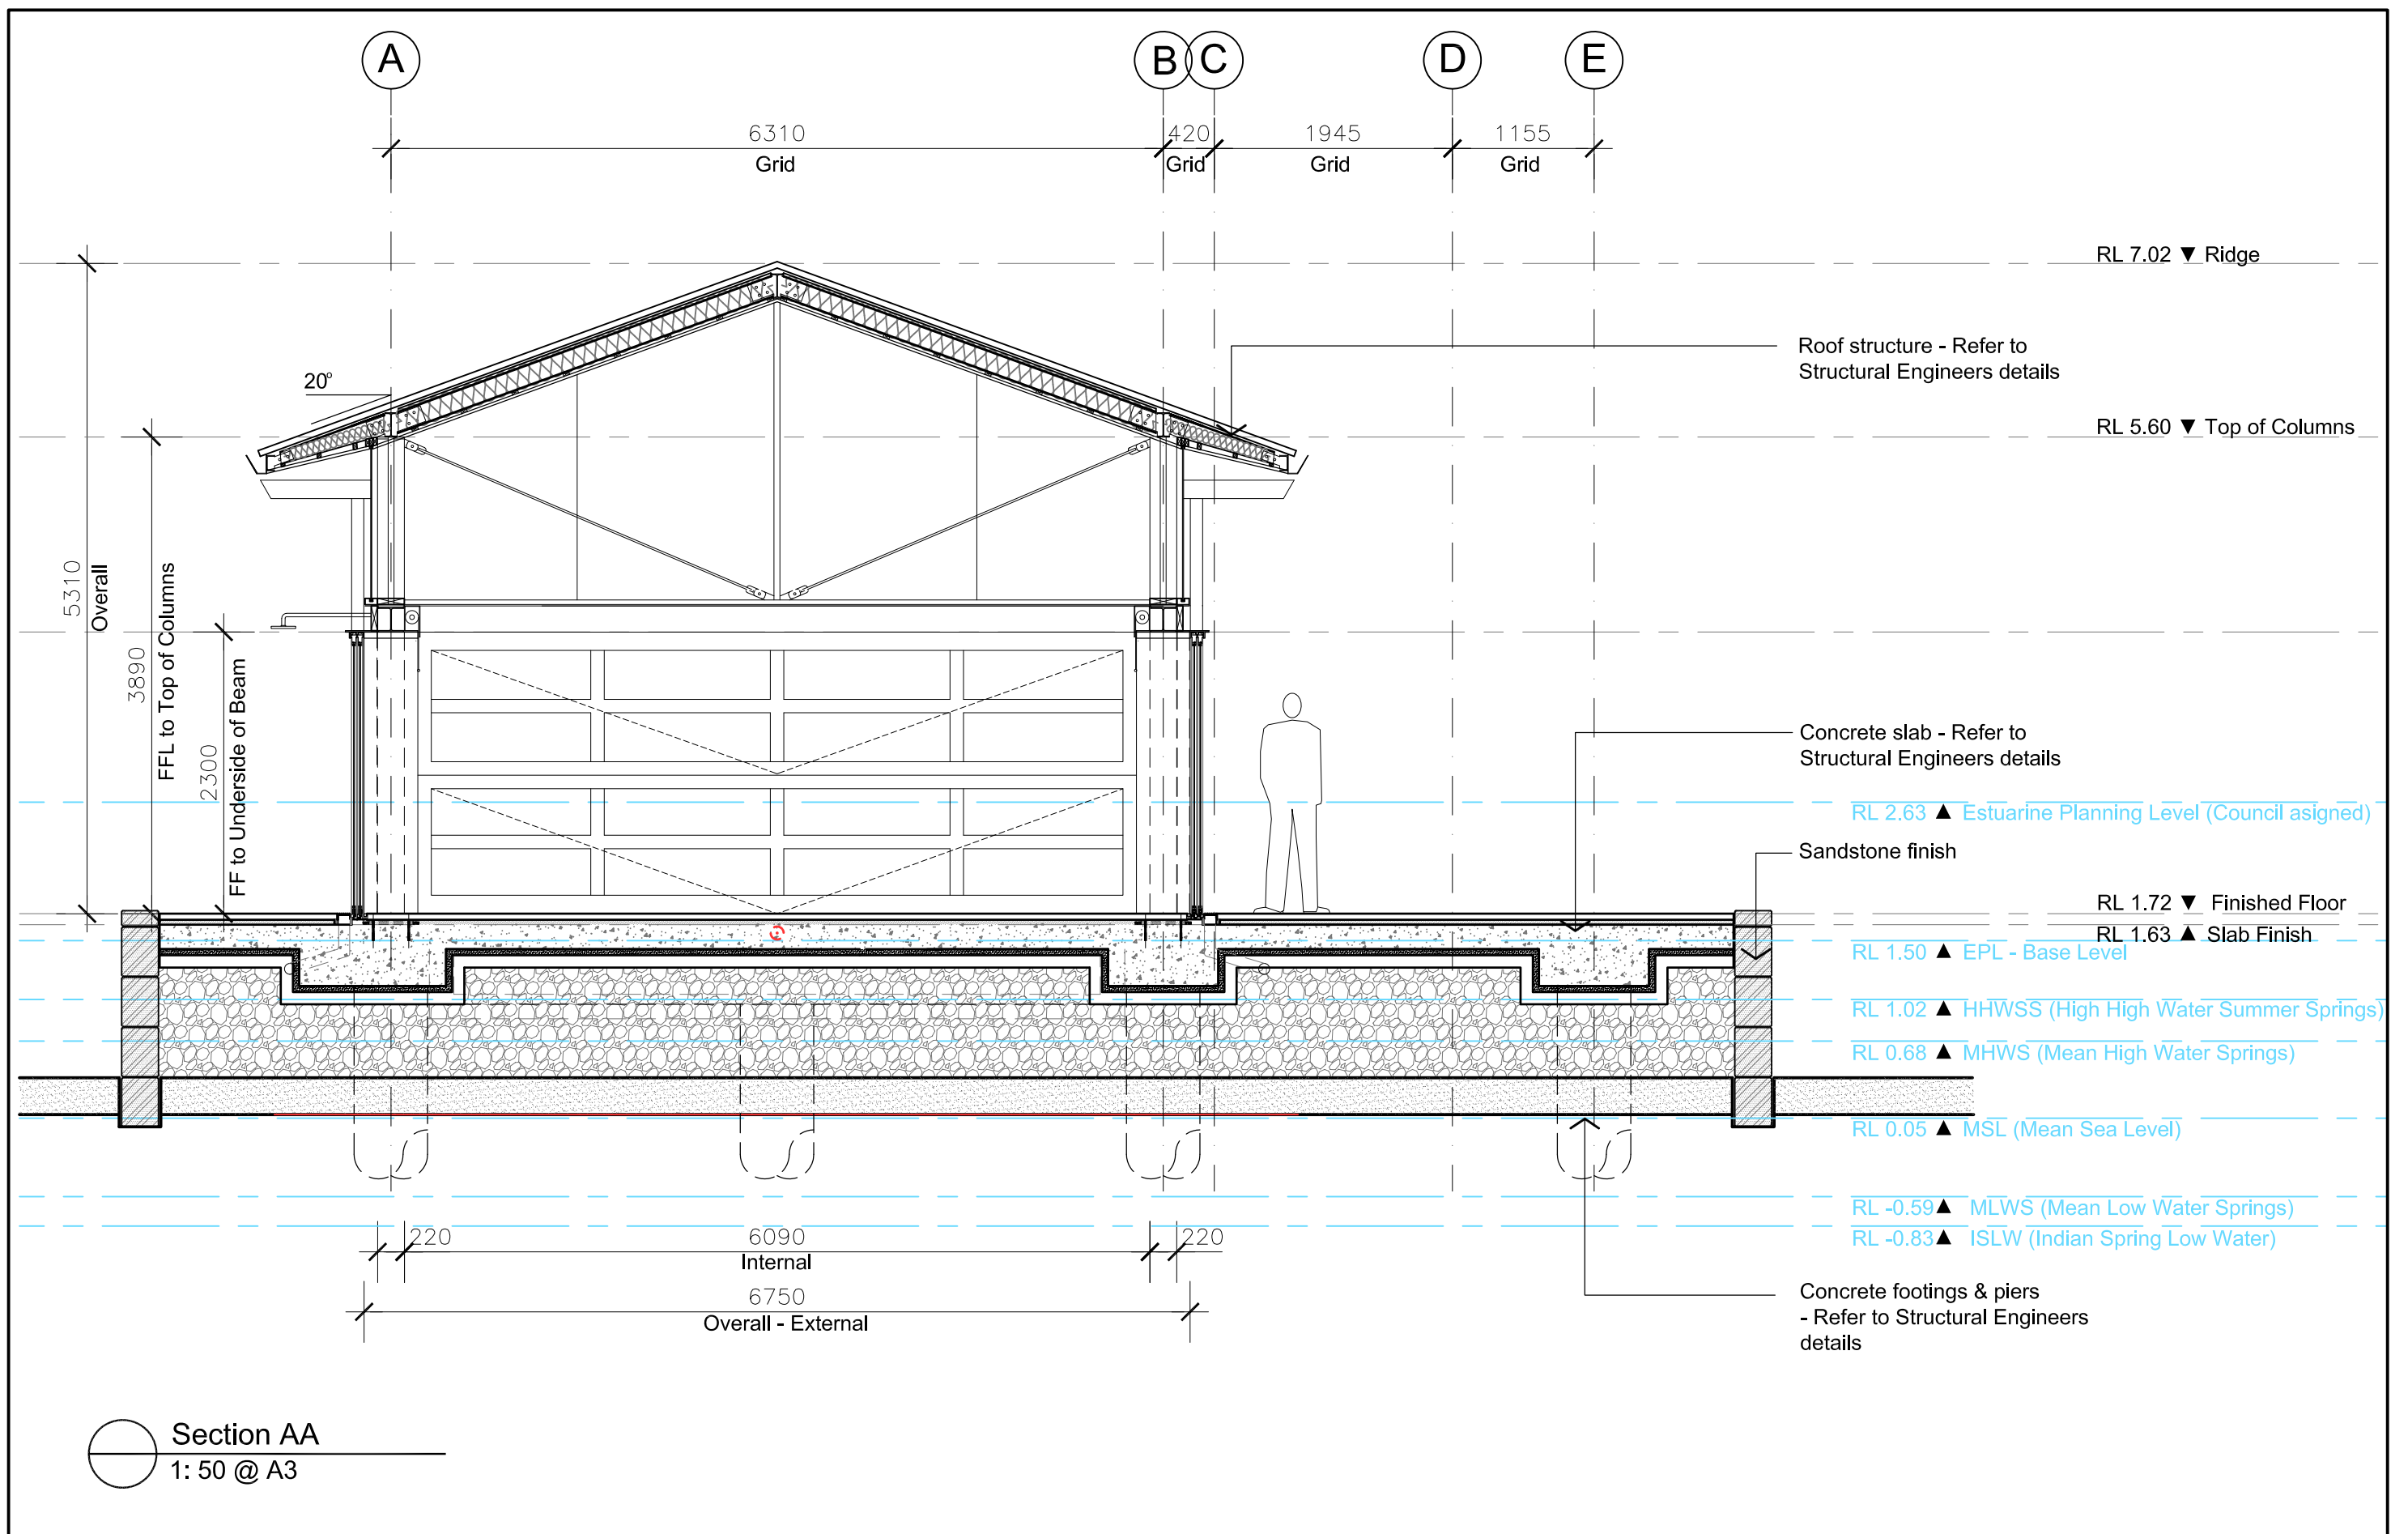 A B C D E
6310 420 1945 1155
Grid Grid Grid Grid
RL 7.02 ▼ Ridge
Roof structure - Refer to
Structural Engineers details
20°
RL 5.60 ▼ Top of Columns
5310
Overall
3890
FFL to Top of Columns
2300
FF to Underside of Beam
Concrete slab - Refer to
Structural Engineers details
RL 2.63 ▲ Estuarine Planning Level (Council asigned)
Sandstone finish
RL 1.72 ▼ Finished Floor
RL 1.63 ▲ Slab Finish
RL 1.50 ▲ EPL - Base Level
RL 1.02 ▲ HHWSS (High High Water Summer Springs)
RL 0.68 ▲ MHWS (Mean High Water Springs)
RL 0.05 ▲ MSL (Mean Sea Level)
RL -0.59▲ MLWS (Mean Low Water Springs)
RL -0.83▲ ISLW (Indian Spring Low Water)
220 6090 220
Internal
6750
Overall - External
Concrete footings & piers
- Refer to Structural Engineers
details
Section AA
1: 50 @ A3